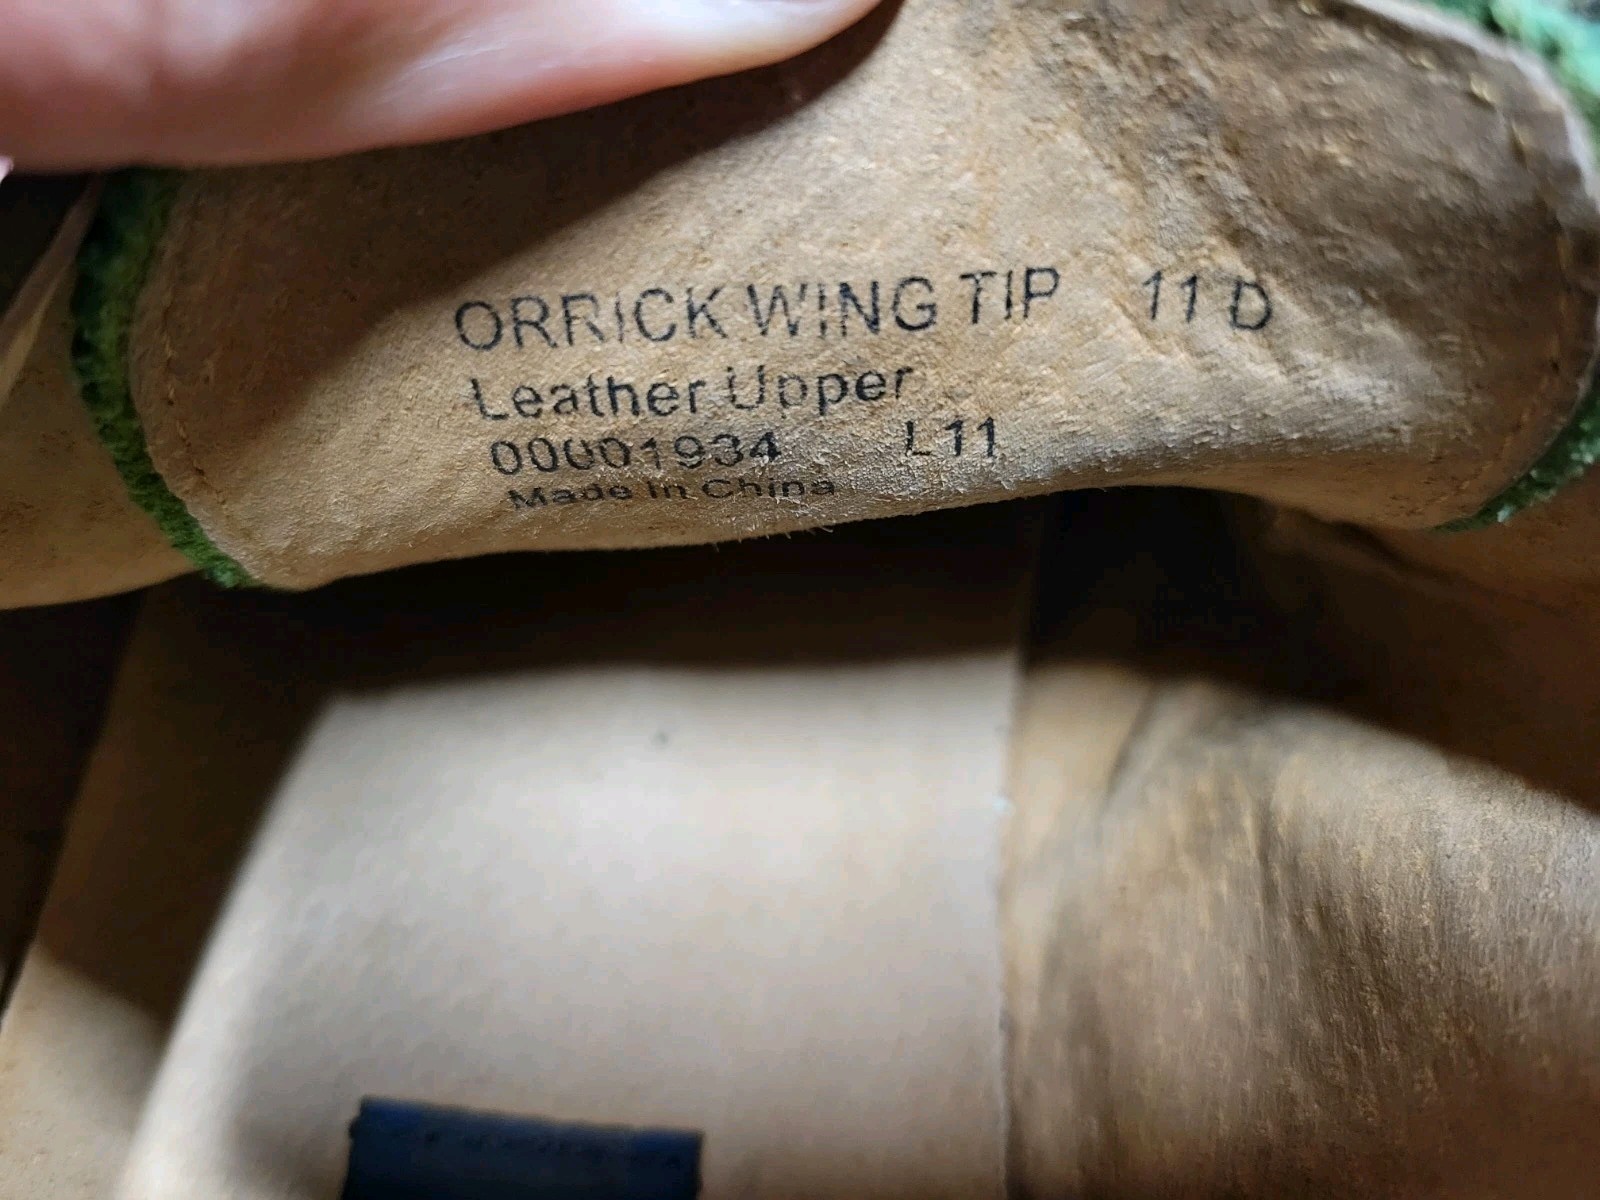 ORRICK WING TIP 11 D
Leather Upper
00001934 L11
Made In China